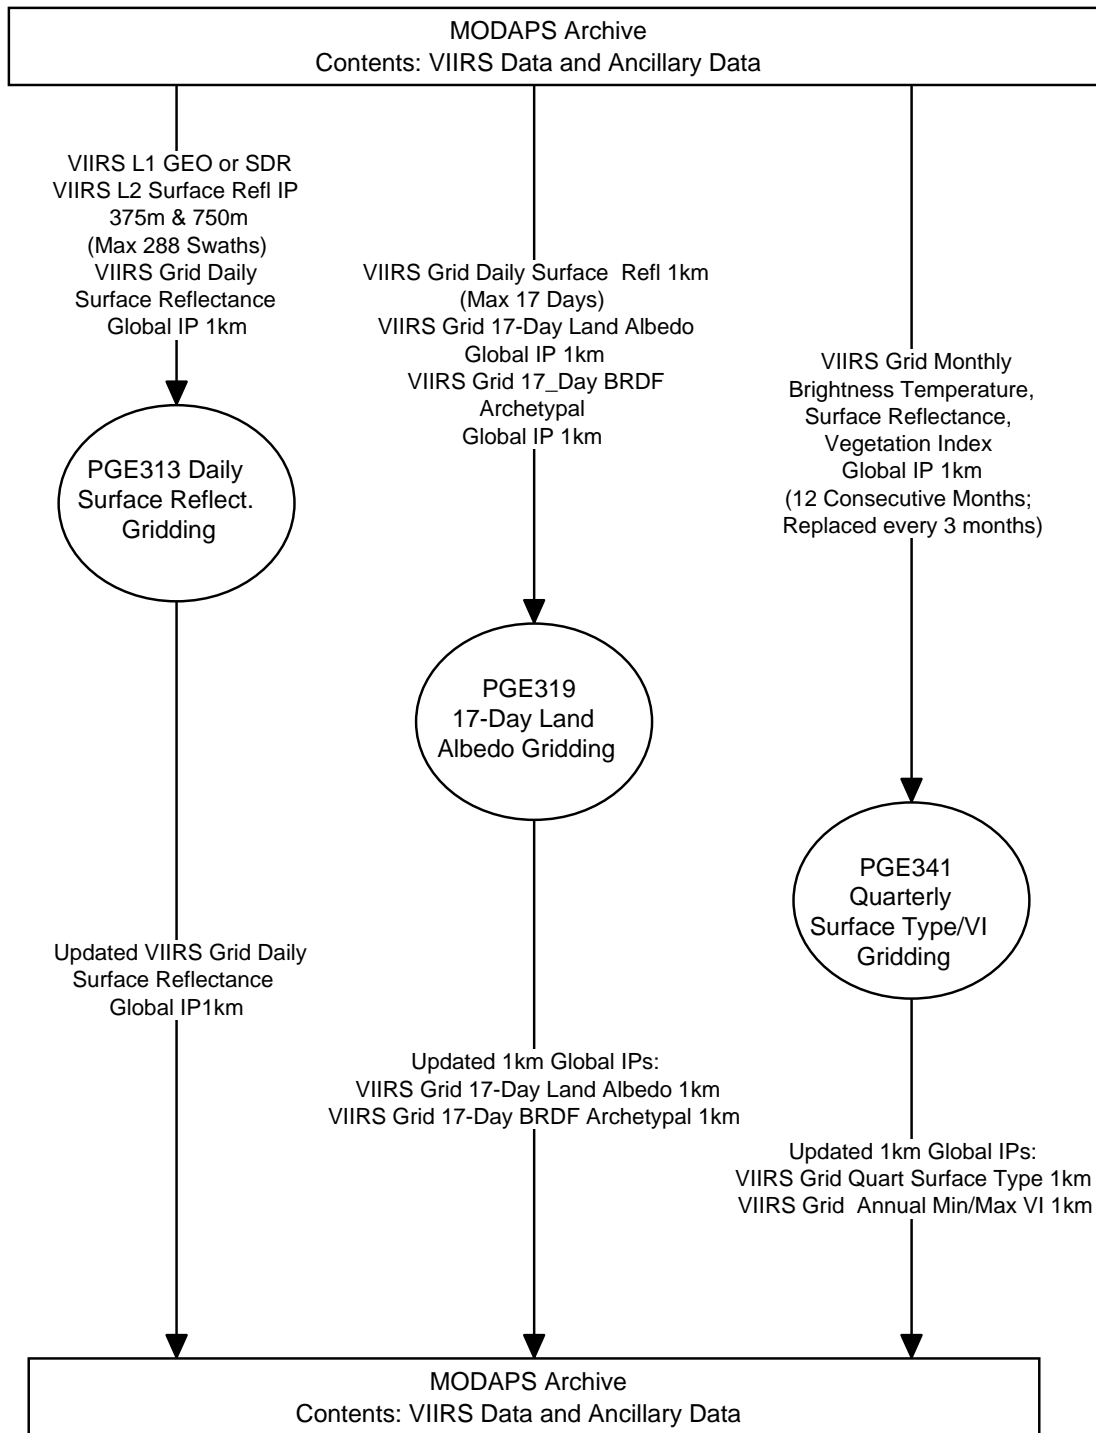 MODAPS Archive
Contents: VIIRS Data and Ancillary Data
VIIRS L1 GEO or SDR
VIIRS L2 Surface Refl IP
375m & 750m
(Max 288 Swaths)
VIIRS Grid Daily
Surface Reflectance
Global IP 1km
PGE313 Daily
Surface Reflect.
Gridding
Updated VIIRS Grid Daily
Surface Reflectance
Global IP1km
VIIRS Grid Daily Surface  Refl 1km
(Max 17 Days)
VIIRS Grid 17-Day Land Albedo
Global IP 1km
VIIRS Grid 17_Day BRDF
Archetypal
Global IP 1km
PGE319
17-Day Land
Albedo Gridding
Updated 1km Global IPs:
VIIRS Grid 17-Day Land Albedo 1km
VIIRS Grid 17-Day BRDF Archetypal 1km
VIIRS Grid Monthly
Brightness Temperature,
Surface Reflectance,
Vegetation Index
Global IP 1km
(12 Consecutive Months;
Replaced every 3 months)
PGE341
Quarterly
Surface Type/VI
Gridding
Updated 1km Global IPs:
VIIRS Grid Quart Surface Type 1km
VIIRS Grid  Annual Min/Max VI 1km
MODAPS Archive
Contents: VIIRS Data and Ancillary Data